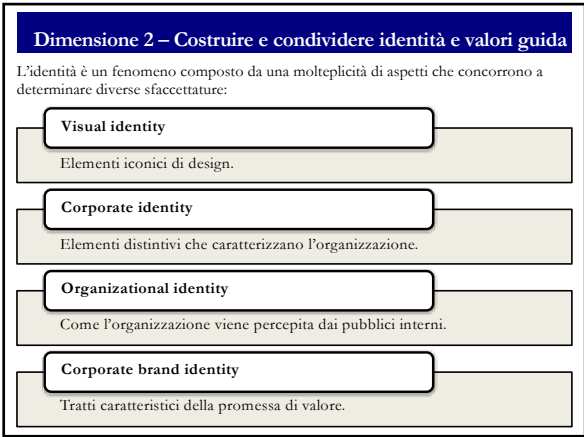 Dimensione 2 – Costruire e condividere identità e valori guida
L'identità è un fenomeno composto da una molteplicità di aspetti che concorrono a
determinare diverse sfaccettature:
Visual identity
Elementi iconici di design.
Corporate identity
Elementi distintivi che caratterizzano l'organizzazione.
Organizational identity
Come l'organizzazione viene percepita dai pubblici interni.
Corporate brand identity
Tratti caratteristici della promessa di valore.